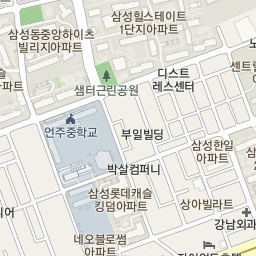 삼성힐스테이트
1단지아파트
삼성동중앙하이츠
빌리지아파트
디스트
레스센터
센트럴
샘터근린공원
언주중학교
부일빌딩
삼성한일
아파트
박살컴퍼니
삼성롯데캐슬
킹덤아파트
상아빌라트
강남외과
네오블로썸
아파트